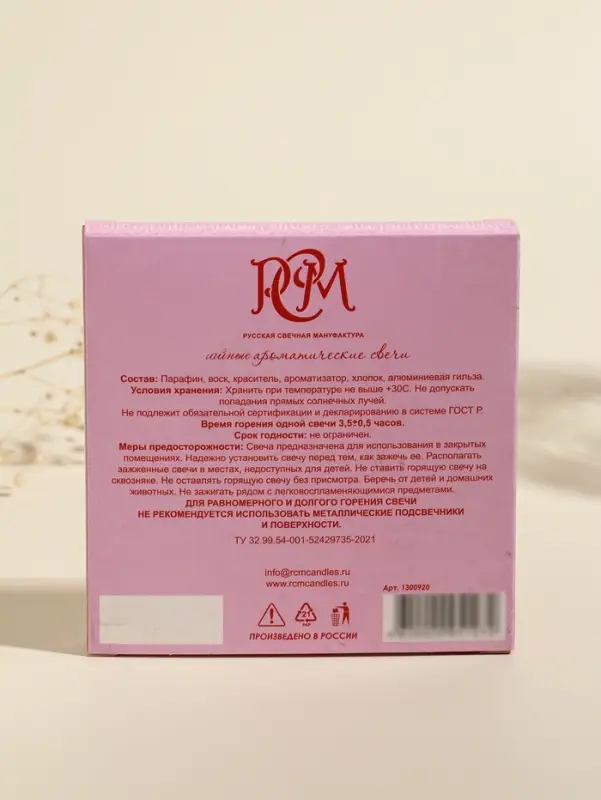 РСМ
РУССКАЯ СВЕЧНАЯ МАНУФАКТУРА
чайные ароматические свечи
Состав: Парафин, воск, краситель, ароматизатор, хлопок, алюминиевая гильза.
Условия хранения: Хранить при температуре не выше +30С. Не допускать
попадания прямых солнечных лучей.
Не подлежит обязательной сертификации и декларированию в системе ГОСТ Р.
Время горения одной свечи 3,5±0,5 часов.
Срок годности: не ограничен.
Меры предосторожности: Свеча предназначена для использования в закрытых
помещениях. Надежно установить свечу перед тем, как зажечь ее. Располагать
зажженные свечи в местах, недоступных для детей. Не ставить горящую свечу на
сквозняке. Не оставлять горящую свечу без присмотра. Беречь от детей и домашних
животных. Не зажигать рядом с легковоспламеняющимися предметами.
ДЛЯ РАВНОМЕРНОГО И ДОЛГОГО ГОРЕНИЯ СВЕЧИ
НЕ РЕКОМЕНДУЕТСЯ ИСПОЛЬЗОВАТЬ МЕТАЛЛИЧЕСКИЕ ПОДСВЕЧНИКИ
И ПОВЕРХНОСТИ.
ТУ 32.99.54-001-52429735-2021
info@rcmcandles.ru
www.rcmcandles.ru
Арт. 1300920
21
PAP
ПРОИЗВЕДЕНО В РОССИИ